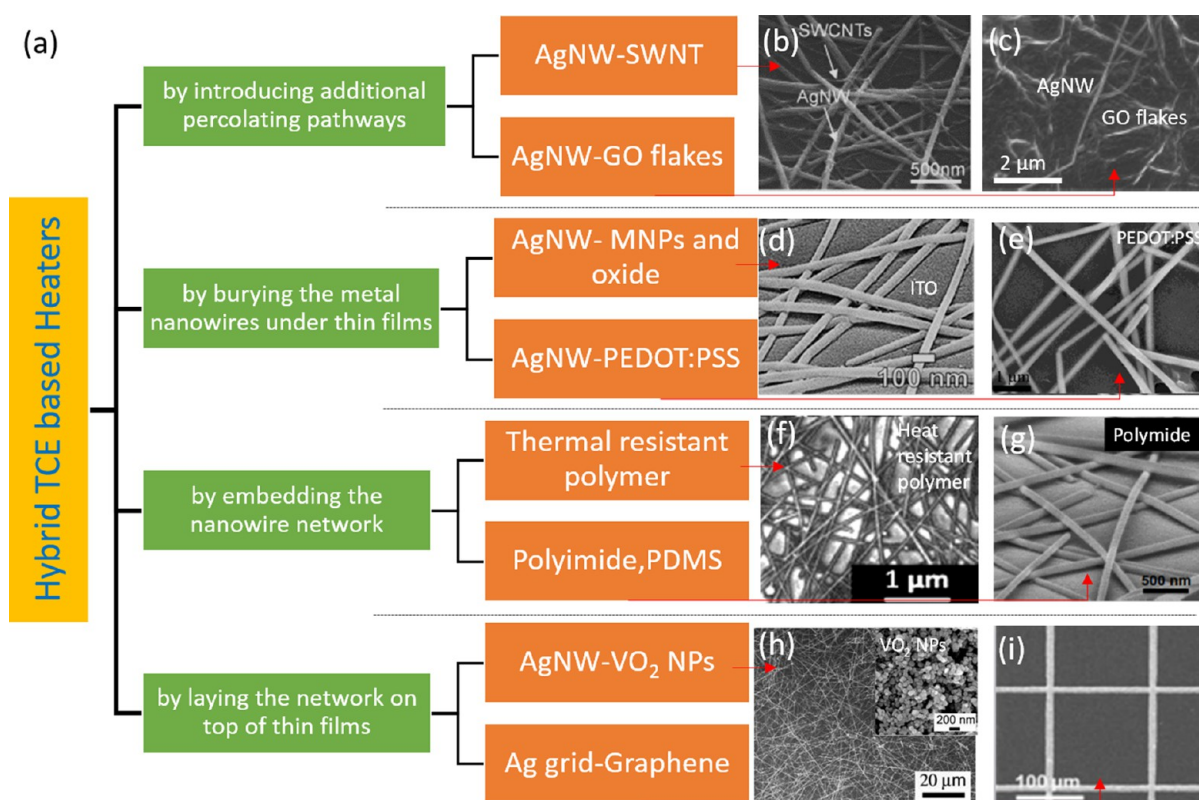 (a)
Hybrid TCE based Heaters
by introducing additional
percolating pathways
AgNW-SWNT
AgNW-GO flakes
(b)
SWCNTs
AgNW
500nm
(c)
AgNW
GO flakes
2 μm
by burying the metal
nanowires under thin films
AgNW- MNPs and
oxide
AgNW-PEDOT:PSS
(d)
ITO
100 nm
(e)
PEDOT:PSS
1 μm
by embedding the
nanowire network
Thermal resistant
polymer
Polyimide,PDMS
(f)
Heat
resistant
polymer
1 μm
(g)
Polymide
500 nm
by laying the network on
top of thin films
AgNW-VO₂ NPs
Ag grid-Graphene
(h)
VO₂ NPs
200 nm
20 μm
(i)
100 μm